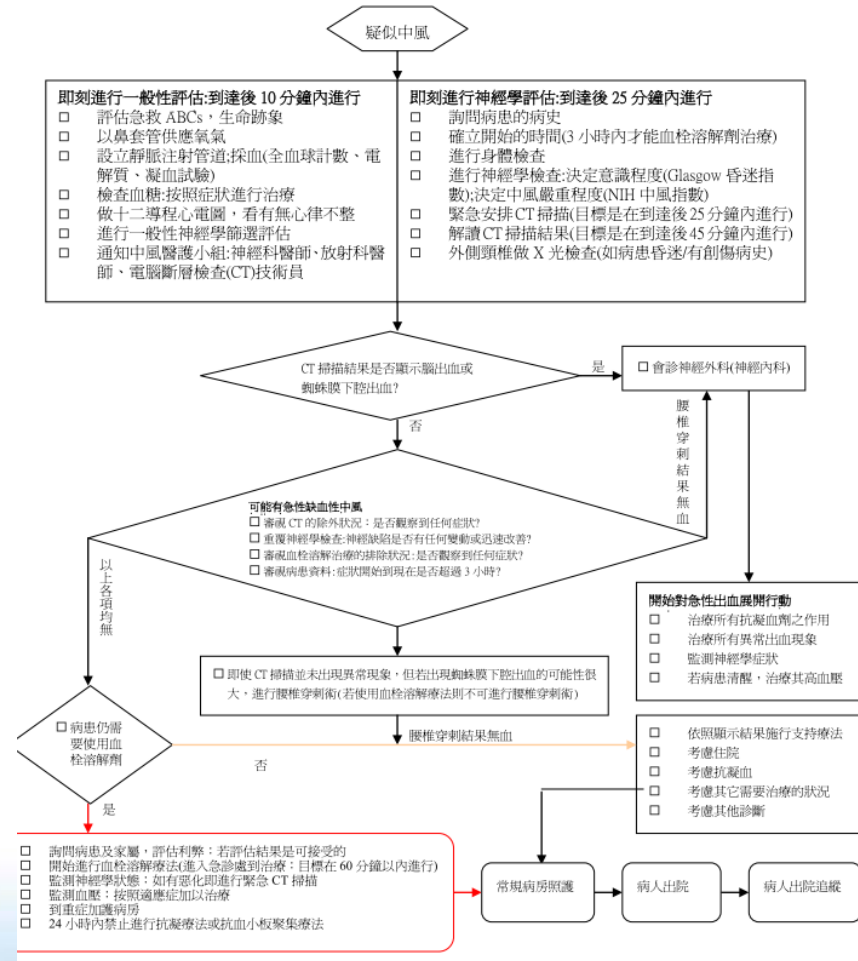 疑似中風
即刻進行一般性評估:到達後 10 分鐘內進行
□ 評估急救 ABCs，生命跡象
□ 以鼻套管供應氧氣
□ 設立靜脈注射管道;採血(全血球計數、電
解質、凝血試驗)
□ 檢查血糖:按照症狀進行治療
□ 做十二導程心電圖，看有無心律不整
□ 進行一般性神經學篩選評估
□ 通知中風醫護小組:神經科醫師、放射科醫
師、電腦斷層檢查(CT)技術員
即刻進行神經學評估:到達後 25 分鐘內進行
□ 詢問病患的病史
□ 確立開始的時間(3 小時內才能血栓溶解劑治療)
□ 進行身體檢查
□ 進行神經學檢查:決定意識程度(Glasgow 昏迷指
數);決定中風嚴重程度(NIH 中風指數)
□ 緊急安排 CT 掃描(目標是在到達後 25 分鐘內進行)
□ 解讀 CT 掃描結果(目標是在到達後 45 分鐘內進行)
□ 外側頸椎做 X 光檢查(如病患昏迷/有創傷病史)
CT 掃描結果是否顯示腦出血或
蜘蛛膜下腔出血?
是
□ 會診神經外科(神經內科)
否
腰椎穿刺結果無血
可能有急性缺血性中風
□ 審視 CT 的除外狀況：是否觀察到任何症狀?
□ 重覆神經學檢查:神經缺陷是否有任何變動或迅速改善?
□ 審視血栓溶解治療的排除狀況:是否觀察到任何症狀?
□ 審視病患資料:症狀開始到現在是否超過 3 小時?
以上各項均無
開始對急性出血展開行動
□ 治療所有抗凝血劑之作用
□ 治療所有異常出血現象
□ 監測神經學症狀
□ 若病患清醒，治療其高血壓
□ 即使 CT 掃描並未出現異常現象，但若出現蜘蛛膜下腔出血的可能性很
大，進行腰椎穿刺術(若使用血栓溶解療法則不可進行腰椎穿刺術)
□ 病患仍需
要使用血
栓溶解劑
腰椎穿刺結果無血
否
□ 依照顯示結果施行支持療法
□ 考慮住院
□ 考慮抗凝血
□ 考慮其它需要治療的狀況
□ 考慮其他診斷
是
□ 詢問病患及家屬，評估利弊：若評估結果是可接受的
□ 開始進行血栓溶解療法(進入急診處到治療：目標在 60 分鐘以內進行)
□ 監測神經學狀態：如有惡化即進行緊急 CT 掃描
□ 監測血壓：按照適應症加以治療
□ 到重症加護病房
□ 24 小時內禁止進行抗凝療法或抗血小板聚集療法
常規病房照護
病人出院
病人出院追蹤